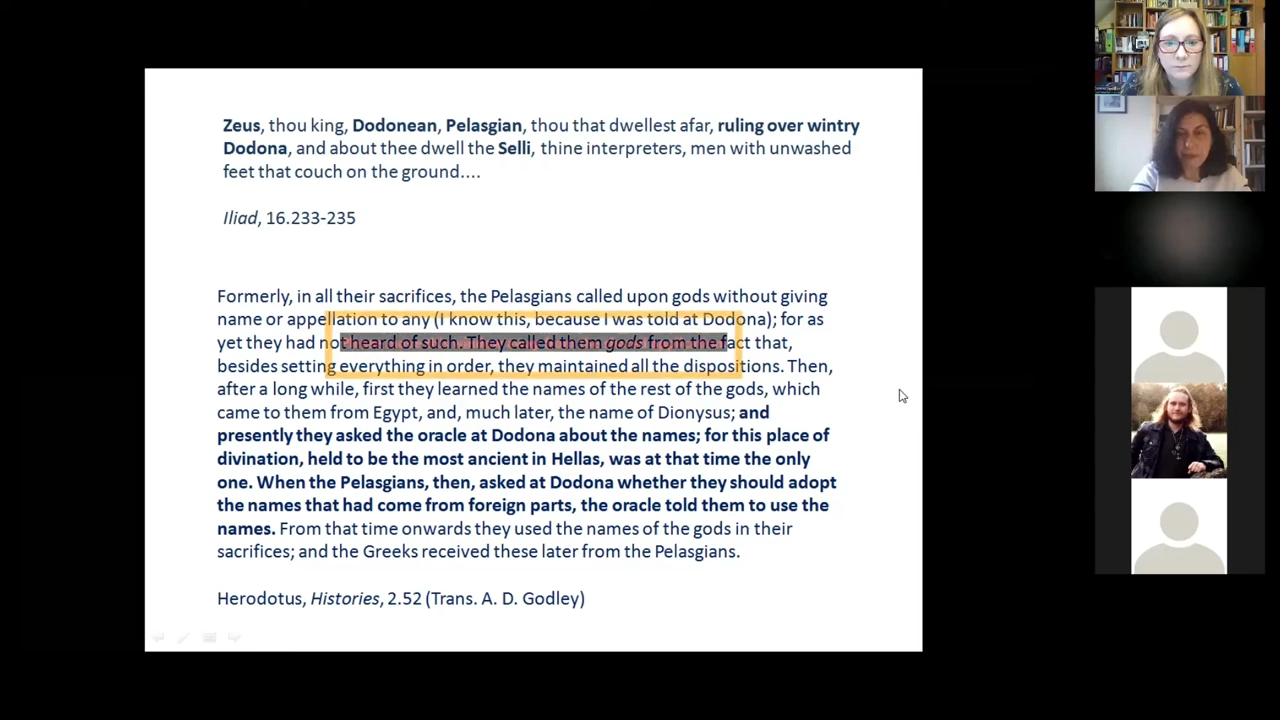 Zeus, thou king, Dodonean, Pelasgian, thou that dwellest afar, ruling over wintry
Dodona, and about thee dwell the Selli, thine interpreters, men with unwashed
feet that couch on the ground....
Iliad, 16.233-235
Formerly, in all their sacrifices, the Pelasgians called upon gods without giving
name or appellation to any (I know this, because I was told at Dodona); for as
yet they had not heard of such. They called them gods from the fact that,
besides setting everything in order, they maintained all the dispositions. Then,
after a long while, first they learned the names of the rest of the gods, which
came to them from Egypt, and, much later, the name of Dionysus; and
presently they asked the oracle at Dodona about the names; for this place of
divination, held to be the most ancient in Hellas, was at that time the only
one. When the Pelasgians, then, asked at Dodona whether they should adopt
the names that had come from foreign parts, the oracle told them to use the
names. From that time onwards they used the names of the gods in their
sacrifices; and the Greeks received these later from the Pelasgians.
Herodotus, Histories, 2.52 (Trans. A. D. Godley)